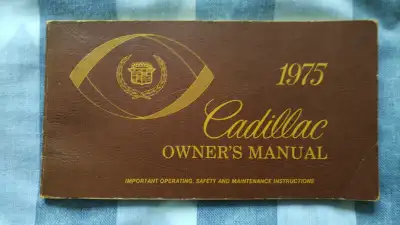 1975
Cadillac
OWNER'S MANUAL
IMPORTANT OPERATING, SAFETY AND MAINTENANCE INSTRUCTIONS